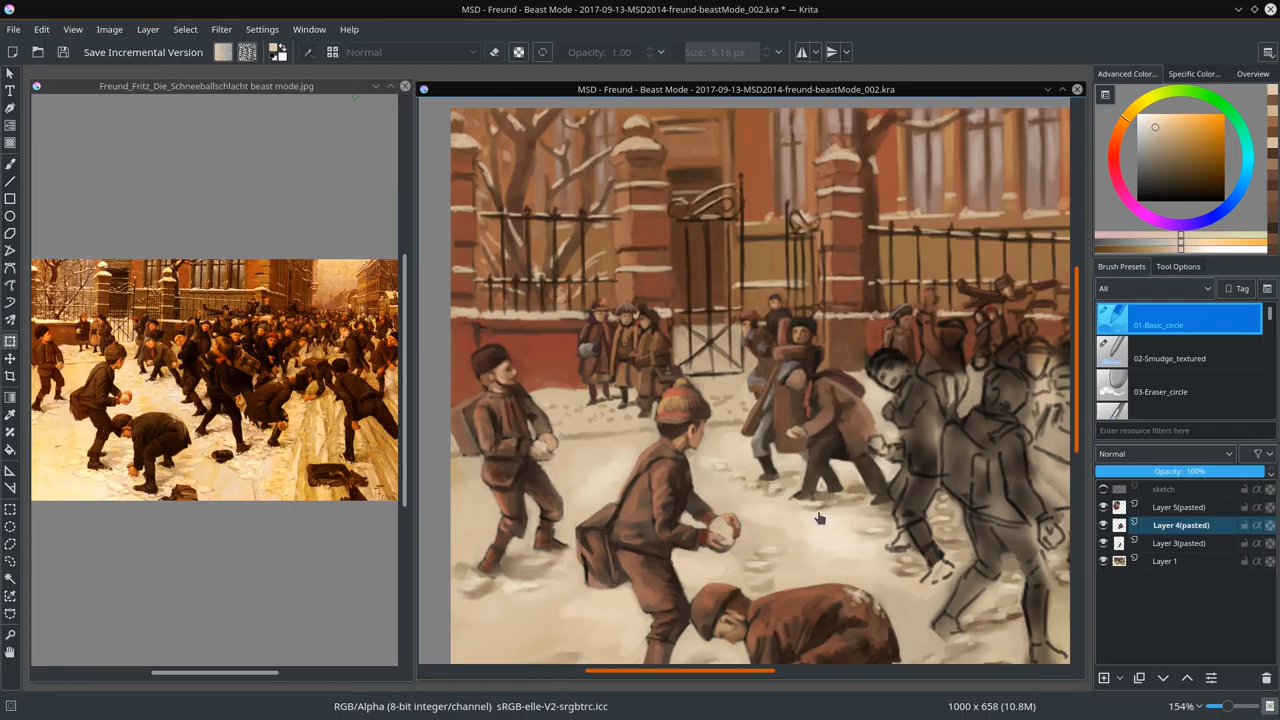 MSD - Freund - Beast Mode - 2017-09-13-MSD2014-freund-beastMode_002.kra * — Krita
File Edit View Image Layer Select Filter Settings Window Help
Save Incremental Version Normal Opacity: 1.00 Size: 5.16 px
Freund_Fritz_Die_Schneeballschlacht beast mode.jpg
MSD - Freund - Beast Mode - 2017-09-13-MSD2014-freund-beastMode_002.kra
Advanced Color... Specific Color... Overview
Brush Presets Tool Options
All Tag
01-Basic_circle
02-Smudge_textured
03-Eraser_circle
Enter resource filters here
Normal
Opacity: 100%
sketch
Layer 5(pasted)
Layer 4(pasted)
Layer 3(pasted)
Layer 1
RGB/Alpha (8-bit integer/channel) sRGB-elle-V2-srgbtrc.icc
1000 x 658 (10.8M)
154%